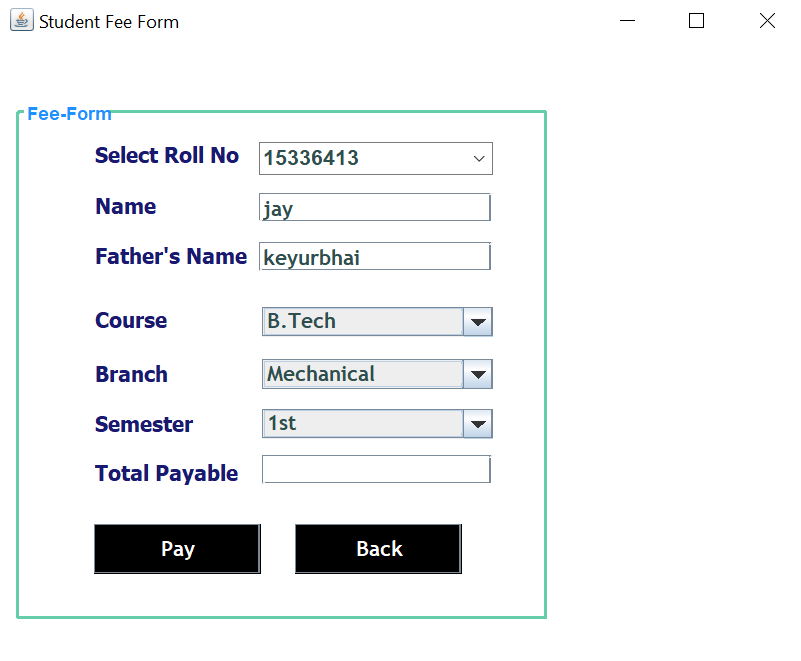 Student Fee Form
Fee-Form
Select Roll No 15336413
Name jay
Father's Name keyurbhai
Course B.Tech
Branch Mechanical
Semester 1st
Total Payable
Pay Back